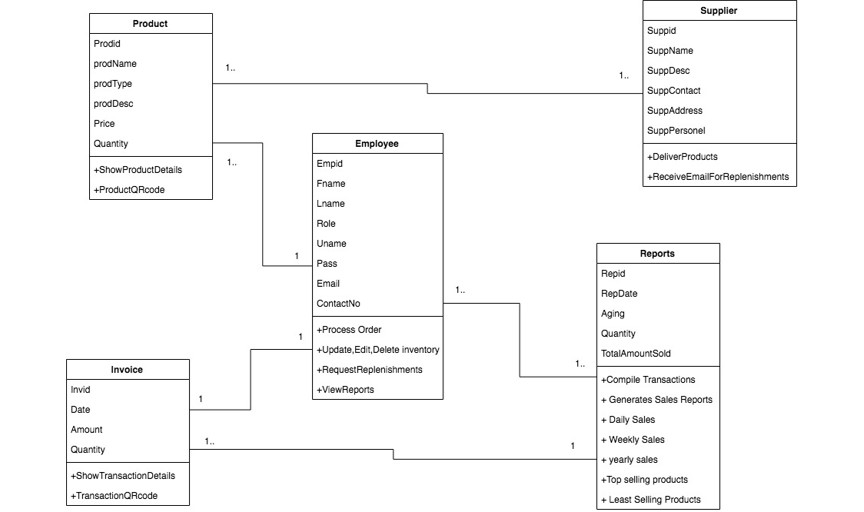 Product
Prodid
prodName
prodType
prodDesc
Price
Quantity
+ShowProductDetails
+ProductQRcode
1..
1..
1..
Supplier
Suppid
SuppName
SuppDesc
SuppContact
SuppAddress
SuppPersonel
+DeliverProducts
+ReceiveEmailForReplenishments
Employee
Empid
Fname
Lname
Role
Uname
Pass
Email
ContactNo
+Process Order
+Update,Edit,Delete inventory
+RequestReplenishments
+ViewReports
1
1
1..
1..
Reports
Repid
RepDate
Aging
Quantity
TotalAmountSold
+Compile Transactions
+ Generates Sales Reports
+ Daily Sales
+ Weekly Sales
+ yearly sales
+Top selling products
+ Least Selling Products
Invoice
Invid
Date
Amount
Quantity
+ShowTransactionDetails
+TransactionQRcode
1
1..
1